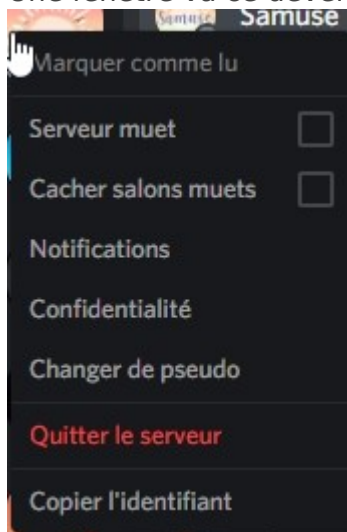 Samuse
Marquer comme lu
Serveur muet
Cacher salons muets
Notifications
Confidentialité
Changer de pseudo
Quitter le serveur
Copier l'identifiant